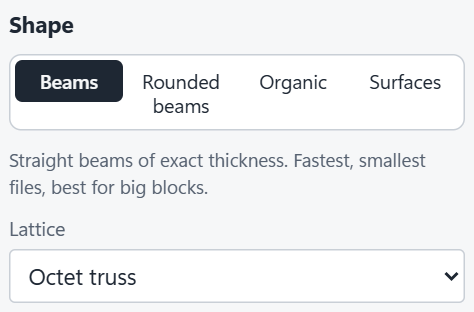 Shape
Beams
Rounded
beams
Organic
Surfaces
Straight beams of exact thickness. Fastest, smallest
files, best for big blocks.
Lattice
Octet truss